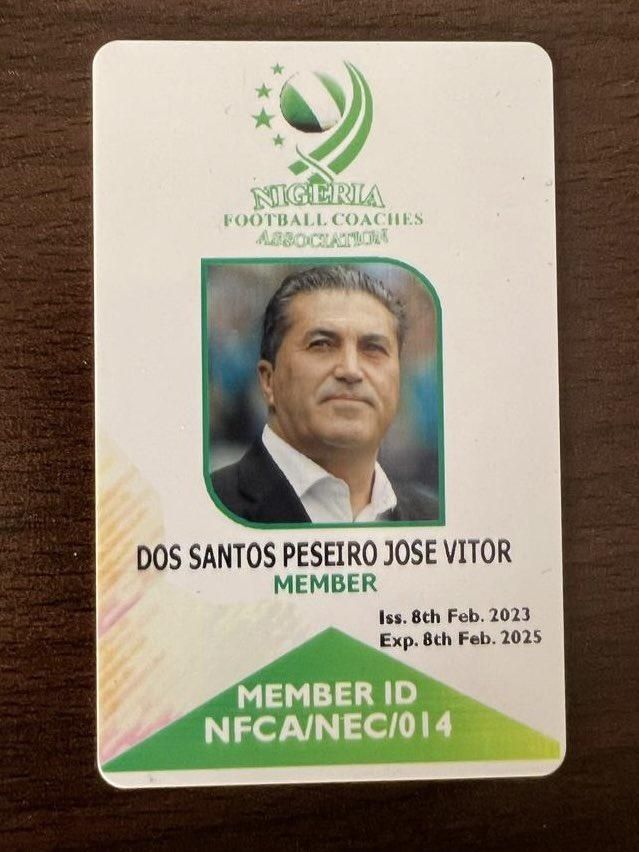 NIGERIA
FOOTBALL COACHES
ASSOCIATION
DOS SANTOS PESEIRO JOSE VITOR
MEMBER
Iss. 8th Feb. 2023
Exp. 8th Feb. 2025
MEMBER ID
NFCA/NEC/014